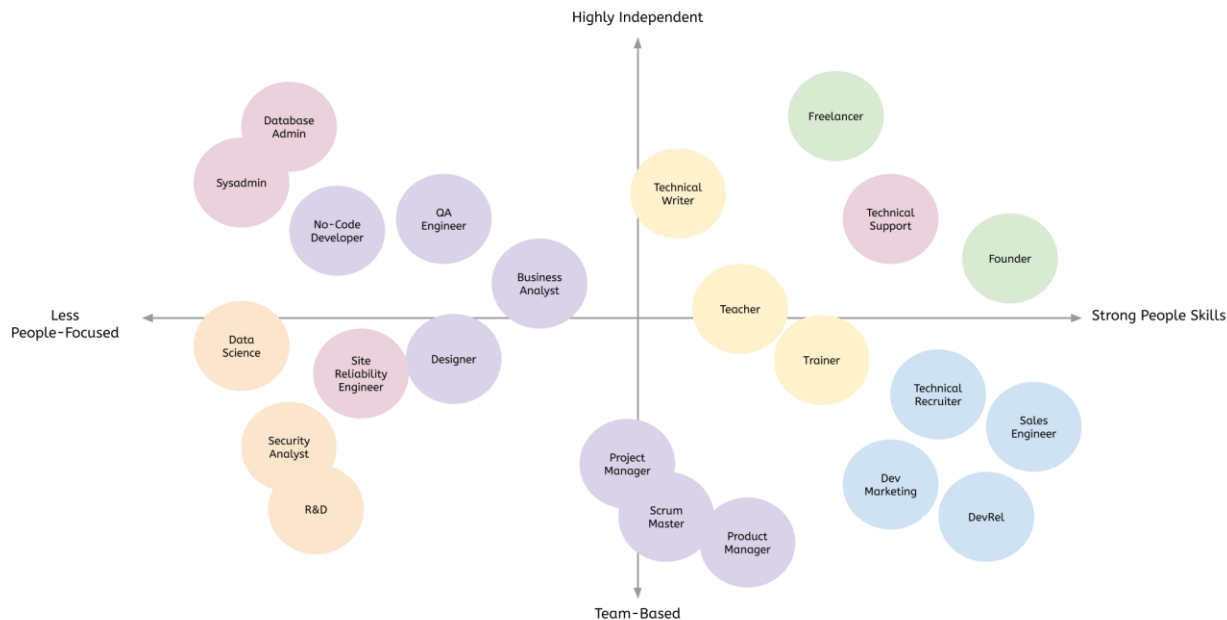 Highly Independent
Database
Admin
Freelancer
Sysadmin
Technical
Writer
No-Code
Developer
QA
Engineer
Technical
Support
Founder
Business
Analyst
Less
People-Focused
Strong People Skills
Teacher
Data
Science
Site
Reliability
Engineer
Designer
Trainer
Technical
Recruiter
Sales
Engineer
Security
Analyst
Project
Manager
Dev
Marketing
R&D
Scrum
Master
DevRel
Product
Manager
Team-Based